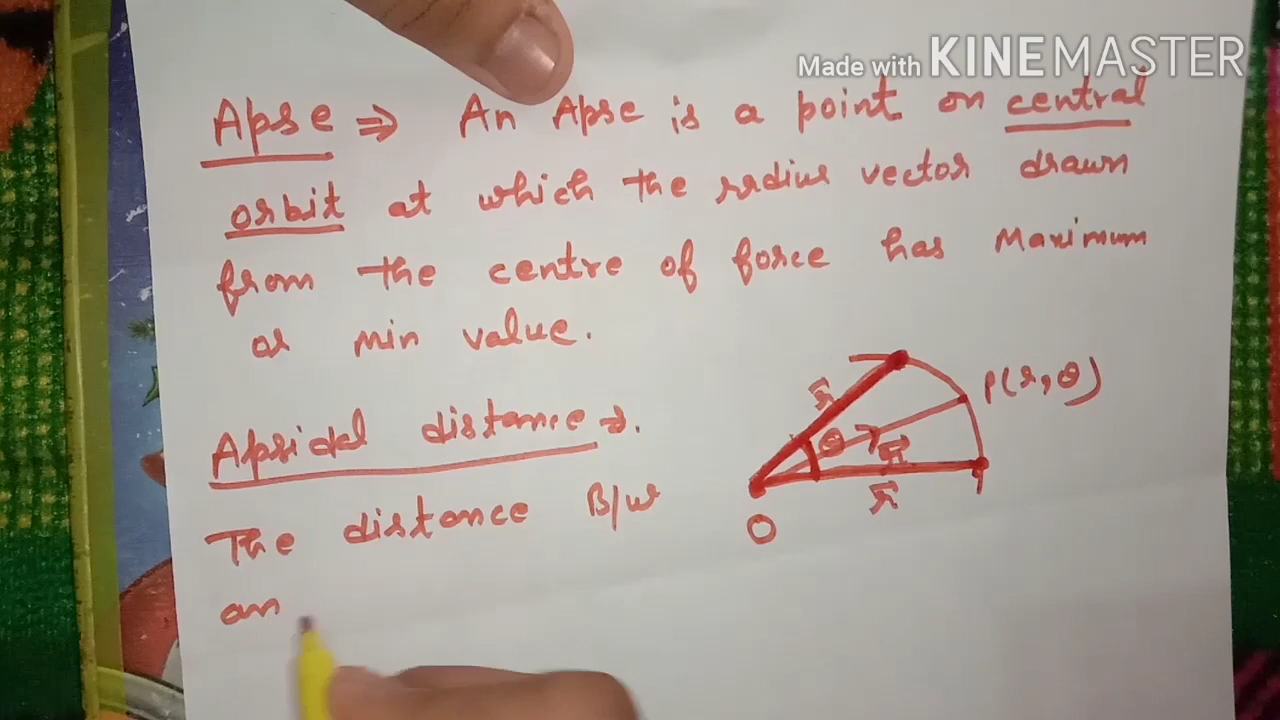 Made with KINEMASTER
Apse ⇒ An Apse is a point on central
orbit at which the radius vector drawn
from the centre of force has Maximum
or min value.
Apsidal distance →.
The distance B/w
an
r⃗
θ
r⃗
P(r, θ)
r⃗
O